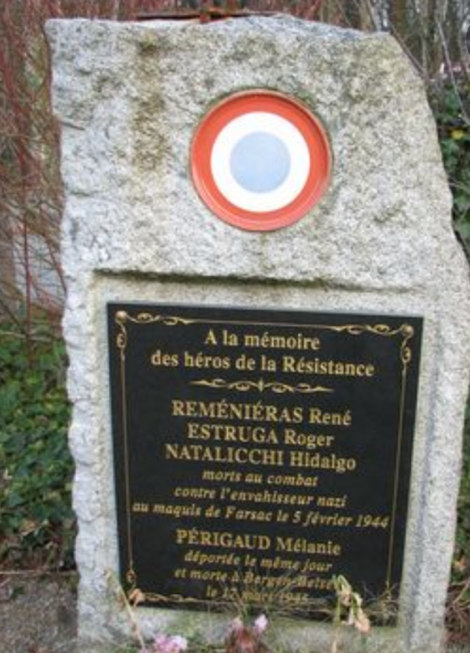 A la mémoire
des héros de la Résistance
REMÉNIÉRAS René
ESTRUGA Roger
NATALICCHI Hidalgo
morts au combat
contre l'envahisseur nazi
au maquis de Farsac le 5 février 1944
PÉRIGAUD Mélanie
déportée le même jour
et morte à Bergen-Belsen
le 12 mars 1945